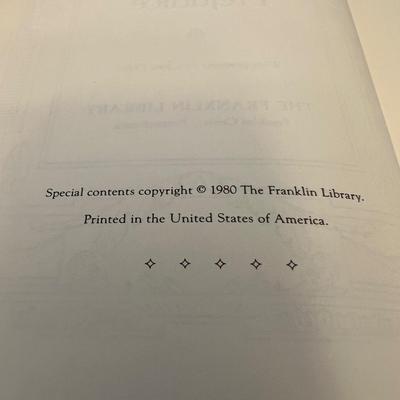 Special contents copyright © 1980 The Franklin Library.
Printed in the United States of America.